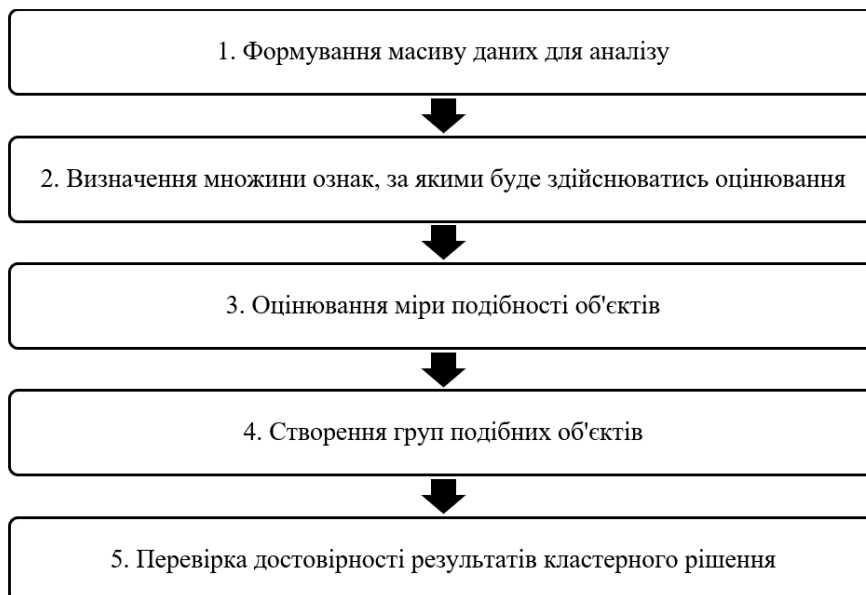 1. Формування масиву даних для аналізу
2. Визначення множини ознак, за якими буде здійснюватись оцінювання
3. Оцінювання міри подібності об'єктів
4. Створення груп подібних об'єктів
5. Перевірка достовірності результатів кластерного рішення